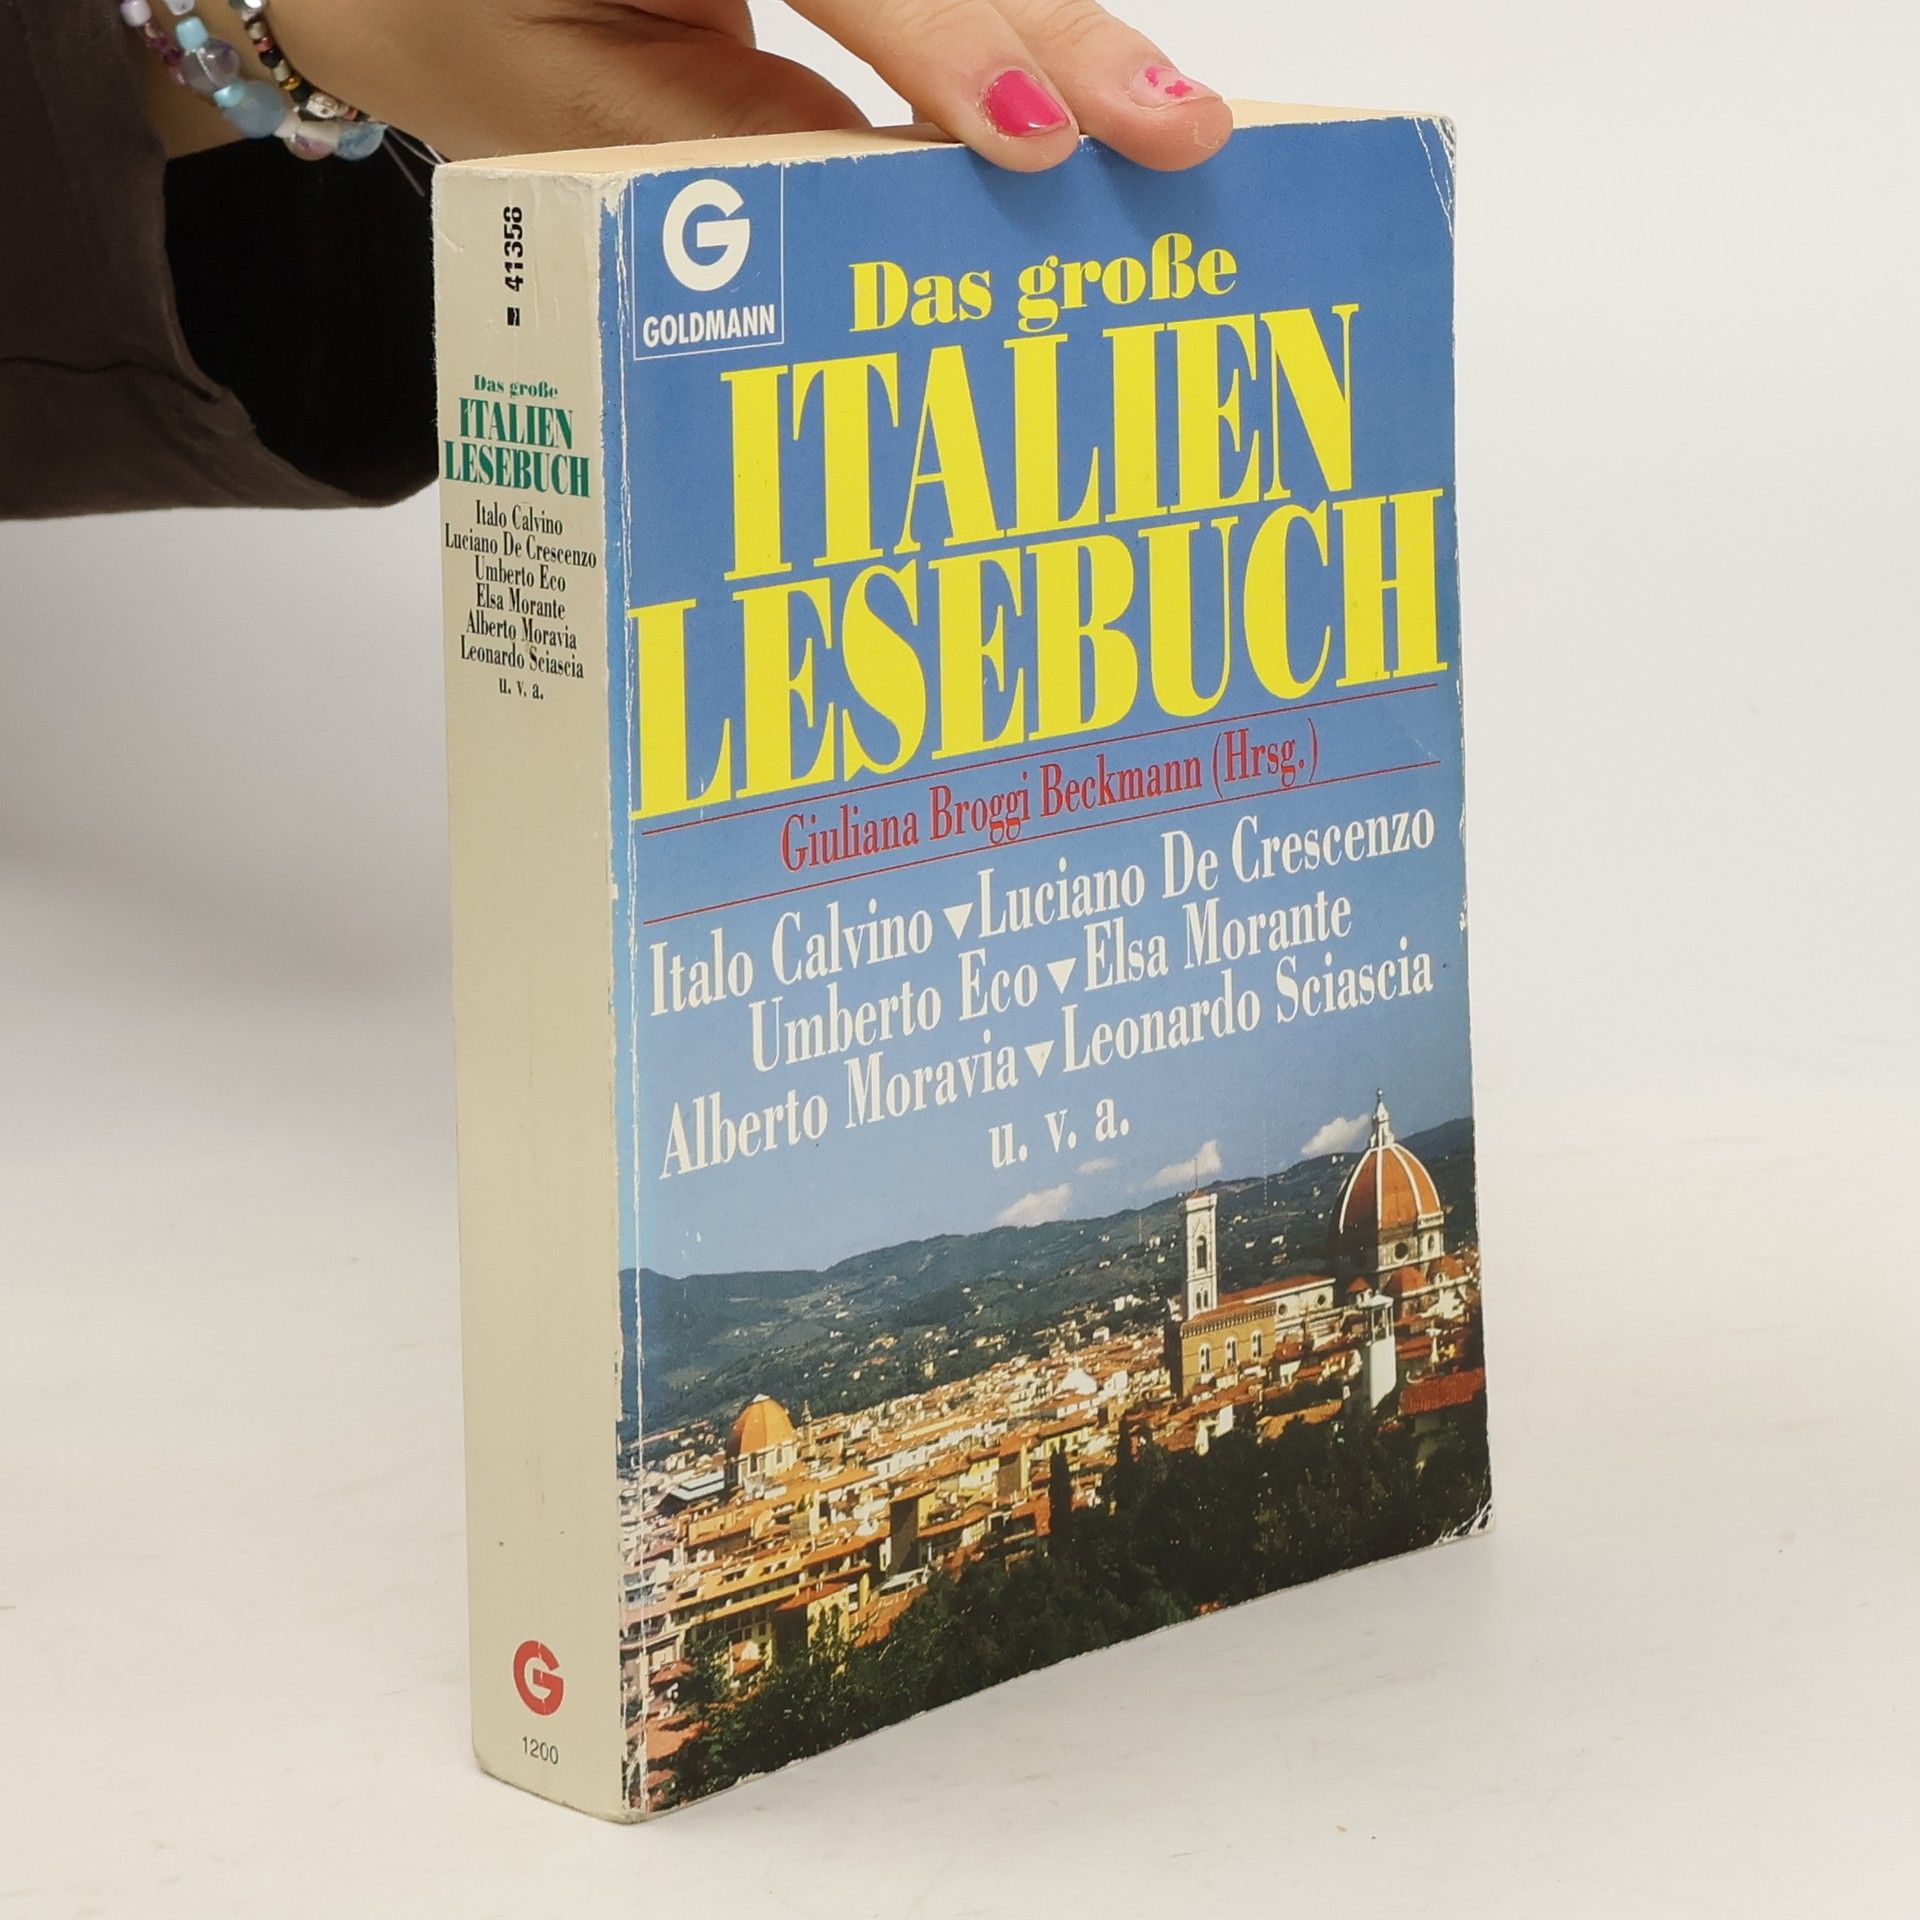 41358
Das große
ITALIEN
LESEBUCH
Italo Calvino
Luciano De Crescenzo
Umberto Eco
Elsa Morante
Alberto Moravia
Leonardo Sciascia
u. v. a.
G
1200
G
GOLDMANN
Das große
ITALIEN
LESEBUCH
Giuliana Broggi Beckmann (Hrsg.)
Italo Calvino ▼ Luciano De Crescenzo
Umberto Eco ▼ Elsa Morante
Alberto Moravia ▼ Leonardo Sciascia
u. v. a.